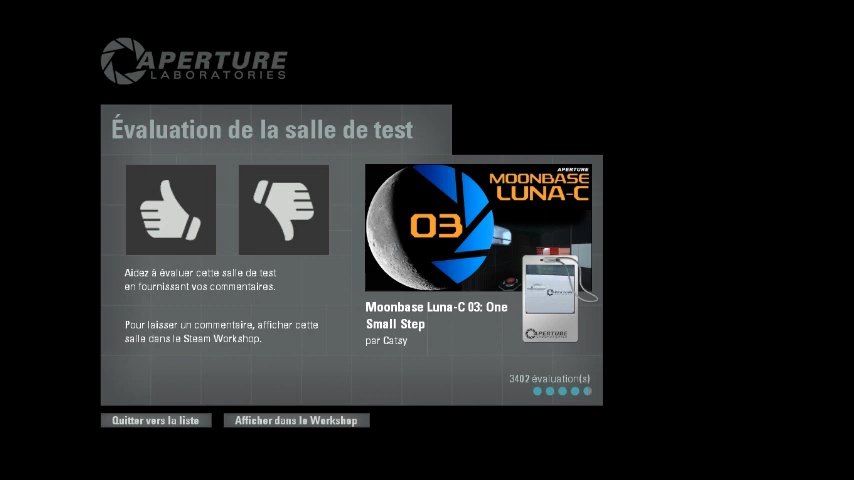 APERTURE
LABORATORIES
Évaluation de la salle de test
APERTURE
MOONBASE
LUNA-C
03
Aidez à évaluer cette salle de test
en fournissant vos commentaires.
Pour laisser un commentaire, afficher cette
salle dans le Steam Workshop.
Moonbase Luna-C 03: One
Small Step
par Catsy
APERTURE
LABORATORIES
3402 évaluation(s)
Quitter vers la liste
Afficher dans le Workshop